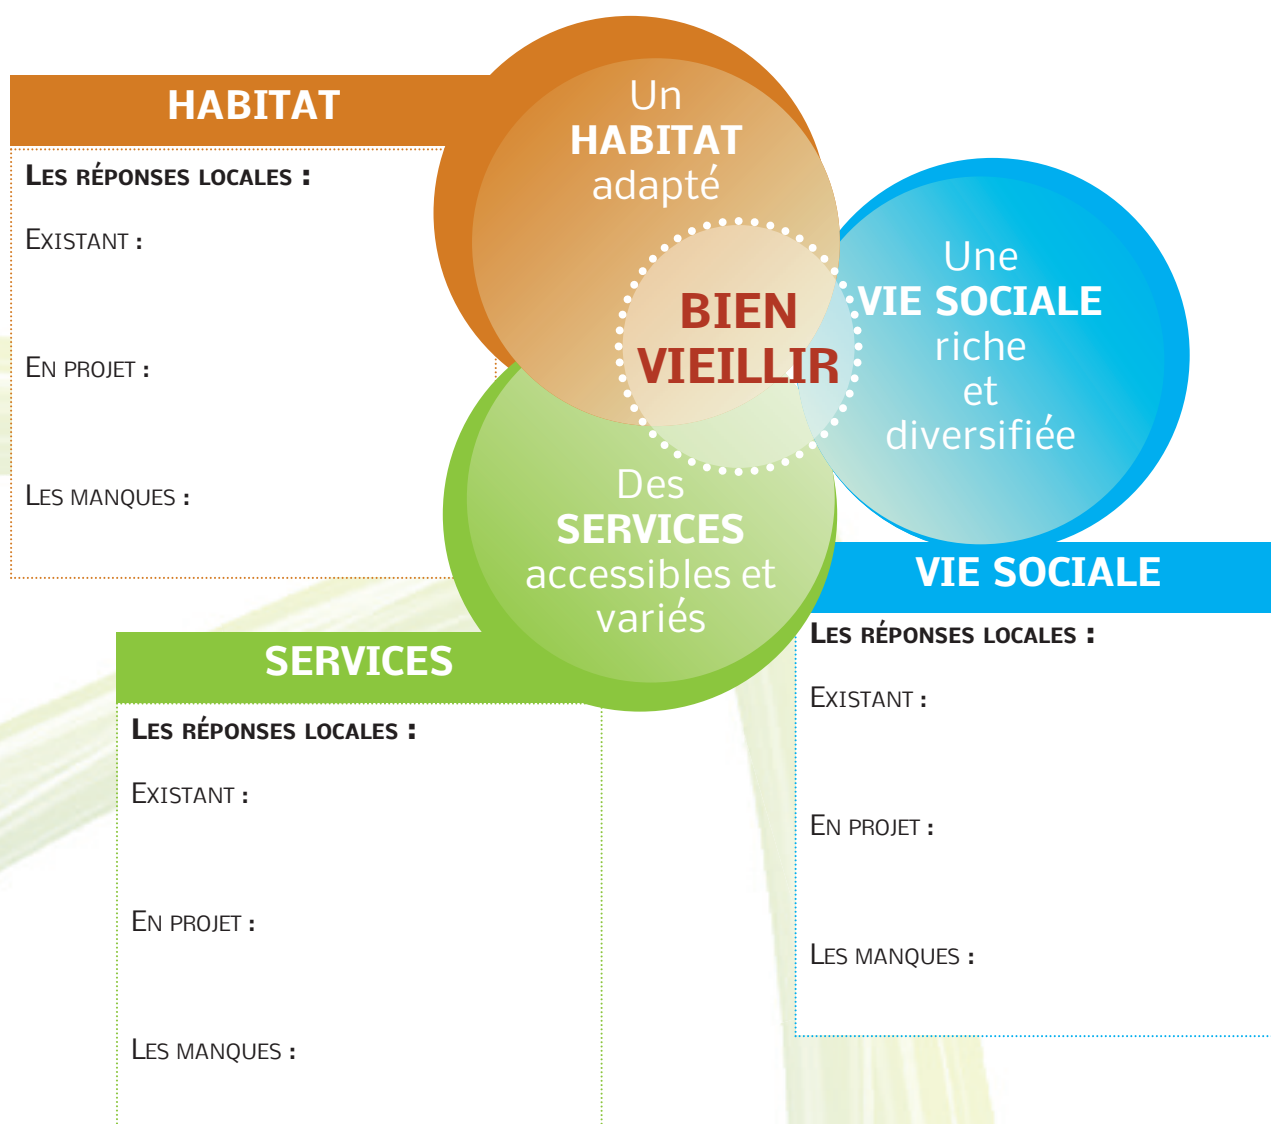 HABITAT
LES RÉPONSES LOCALES :
EXISTANT :
EN PROJET :
LES MANQUES :
Un
HABITAT
adapté
BIEN
VIEILLIR
Une
VIE SOCIALE
riche
et
diversifiée
Des
SERVICES
accessibles et
variés
VIE SOCIALE
LES RÉPONSES LOCALES :
EXISTANT :
EN PROJET :
LES MANQUES :
SERVICES
LES RÉPONSES LOCALES :
EXISTANT :
EN PROJET :
LES MANQUES :